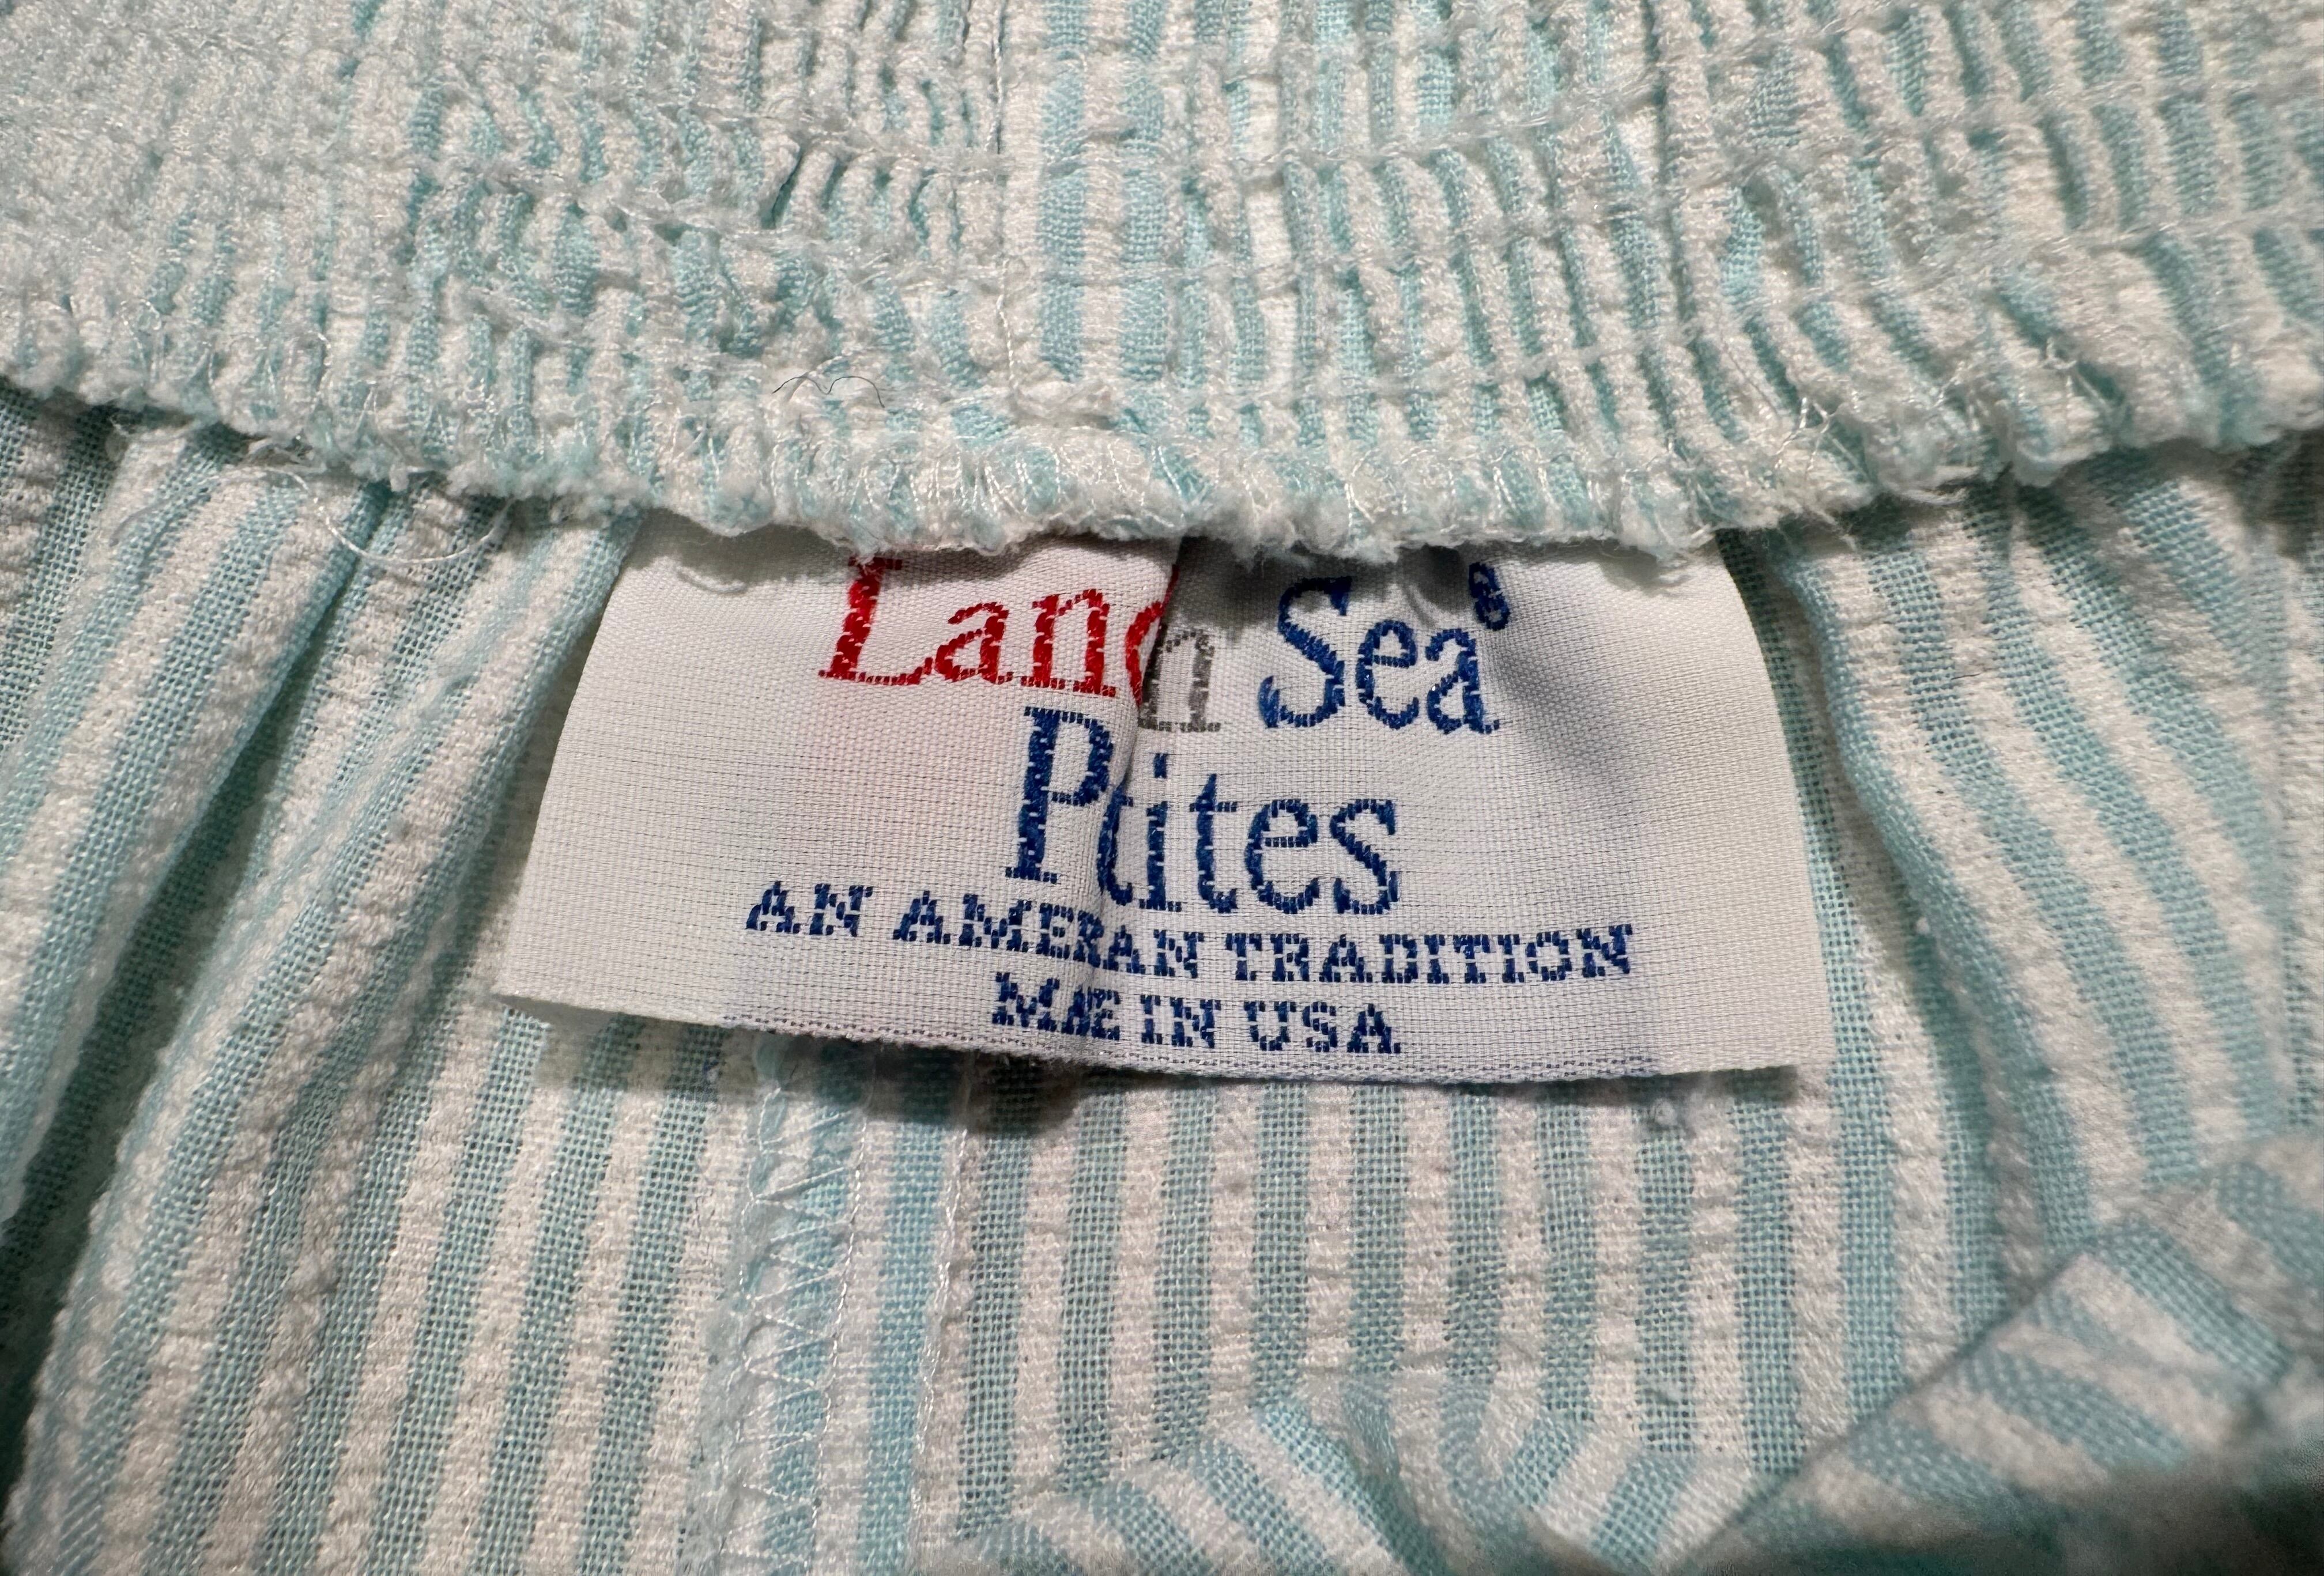 Land n Sea®
Ptites
AN AMERAN TRADITION
MAE IN USA